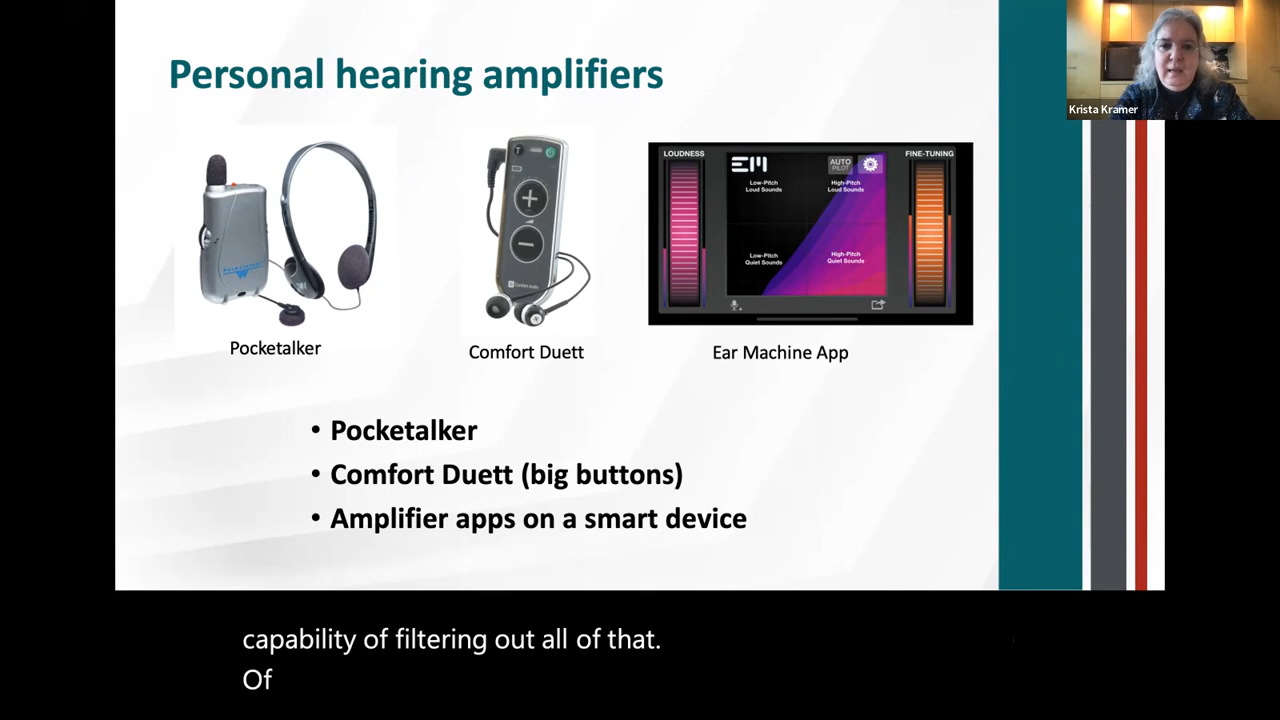 Personal hearing amplifiers
Krista Kramer
LOUDNESS
EM
AUTO
PILOT
FINE-TUNING
Low-Pitch
Loud Sounds
High-Pitch
Loud Sounds
Low-Pitch
Quiet Sounds
High-Pitch
Quiet Sounds
T
Pocketalker
Comfort Duett
Ear Machine App
• Pocketalker
• Comfort Duett (big buttons)
• Amplifier apps on a smart device
capability of filtering out all of that.
Of